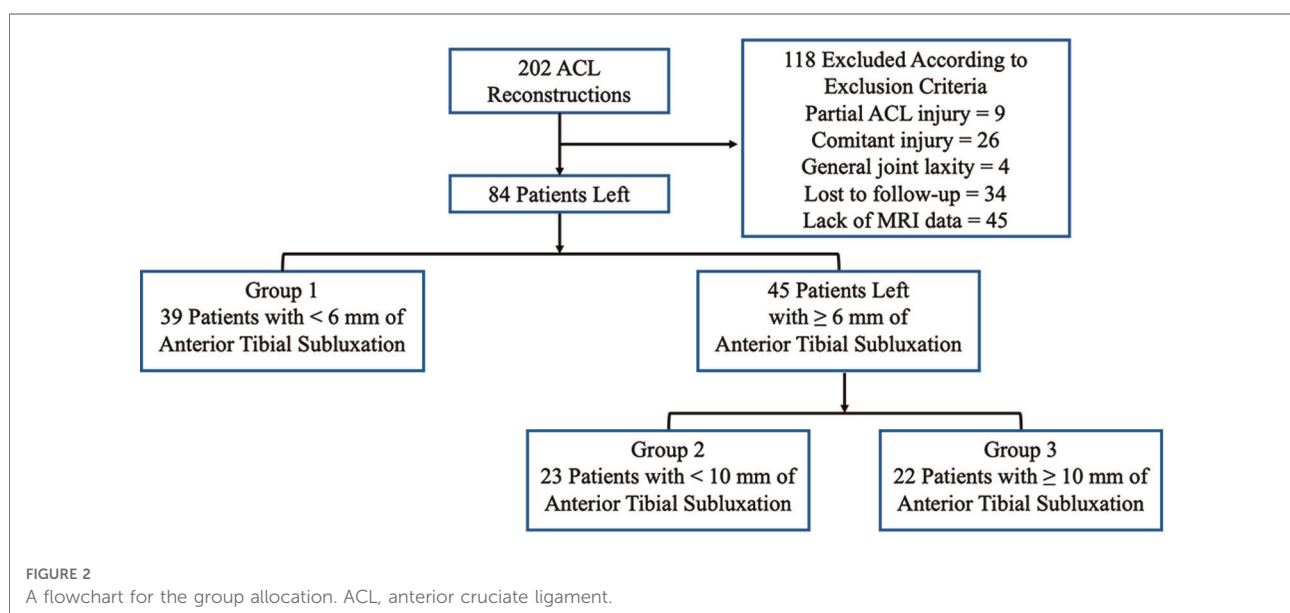 202 ACL
Reconstructions
118 Excluded According to
Exclusion Criteria
Partial ACL injury = 9
Comitant injury = 26
General joint laxity = 4
Lost to follow-up = 34
Lack of MRI data = 45
84 Patients Left
Group 1
39 Patients with < 6 mm of
Anterior Tibial Subluxation
45 Patients Left
with ≥ 6 mm of
Anterior Tibial Subluxation
Group 2
23 Patients with < 10 mm of
Anterior Tibial Subluxation
Group 3
22 Patients with ≥ 10 mm of
Anterior Tibial Subluxation
FIGURE 2
A flowchart for the group allocation. ACL, anterior cruciate ligament.